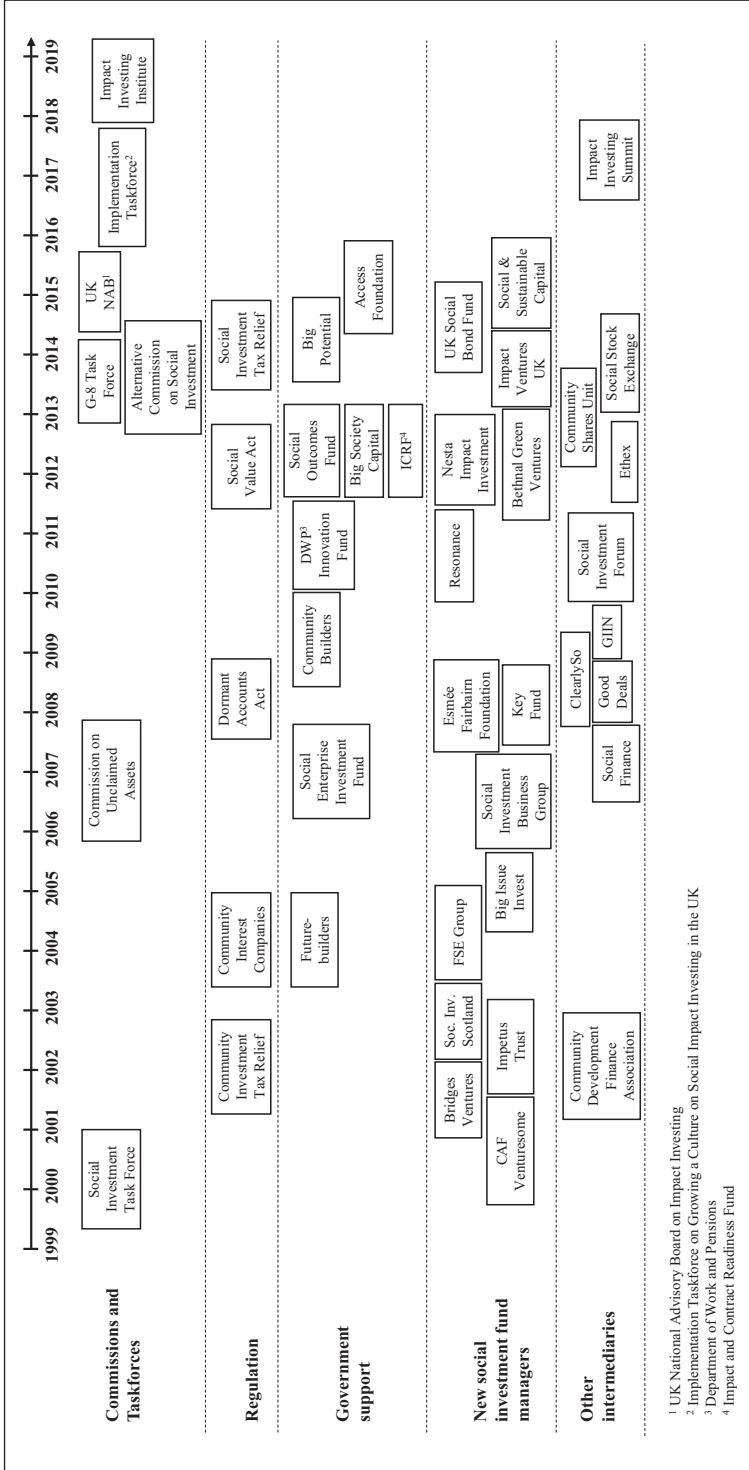 1999 2000 2001 2002 2003 2004 2005 2006 2007 2008 2009 2010 2011 2012 2013 2014 2015 2016 2017 2018 2019
Commissions and
Taskforces
Social
Investment
Task Force
Commission on
Unclaimed
Assets
G-8 Task
Force
UK
NAB¹
Alternative
Commission
on Social
Investment
Implementation
Taskforce²
Impact
Investing
Institute
Regulation
Community
Investment
Tax Relief
Community
Interest
Companies
Dormant
Accounts
Act
Social
Value Act
Social
Investment
Tax Relief
Government
support
Future-
builders
Social
Enterprise
Investment
Fund
Community
Builders
DWP³
Innovation
Fund
Social
Outcomes
Fund
Big Society
Capital
ICRF⁴
Big
Potential
Access
Foundation
New social
investment fund
managers
CAF
Venturesome
Bridges
Ventures
Soc. Inv.
Scotland
Impetus
Trust
FSE Group
Big Issue
Invest
Social
Investment
Business
Group
Esmée
Fairbairn
Foundation
Key
Fund
Resonance
Nesta
Impact
Investment
Bethnal Green
Ventures
UK Social
Bond Fund
Impact
Ventures
UK
Social &
Sustainable
Capital
Other
intermediaries
Community
Development
Finance
Association
Social
Finance
ClearlySo
Good
Deals
GIIN
Social
Investment
Forum
Community
Shares Unit
Ethex
Social Stock
Exchange
Impact
Investing
Summit
¹ UK National Advisory Board on Impact Investing
² Implementation Taskforce on Growing a Culture on Social Impact Investing in the UK
³ Department of Work and Pensions
⁴ Impact and Contract Readiness Fund